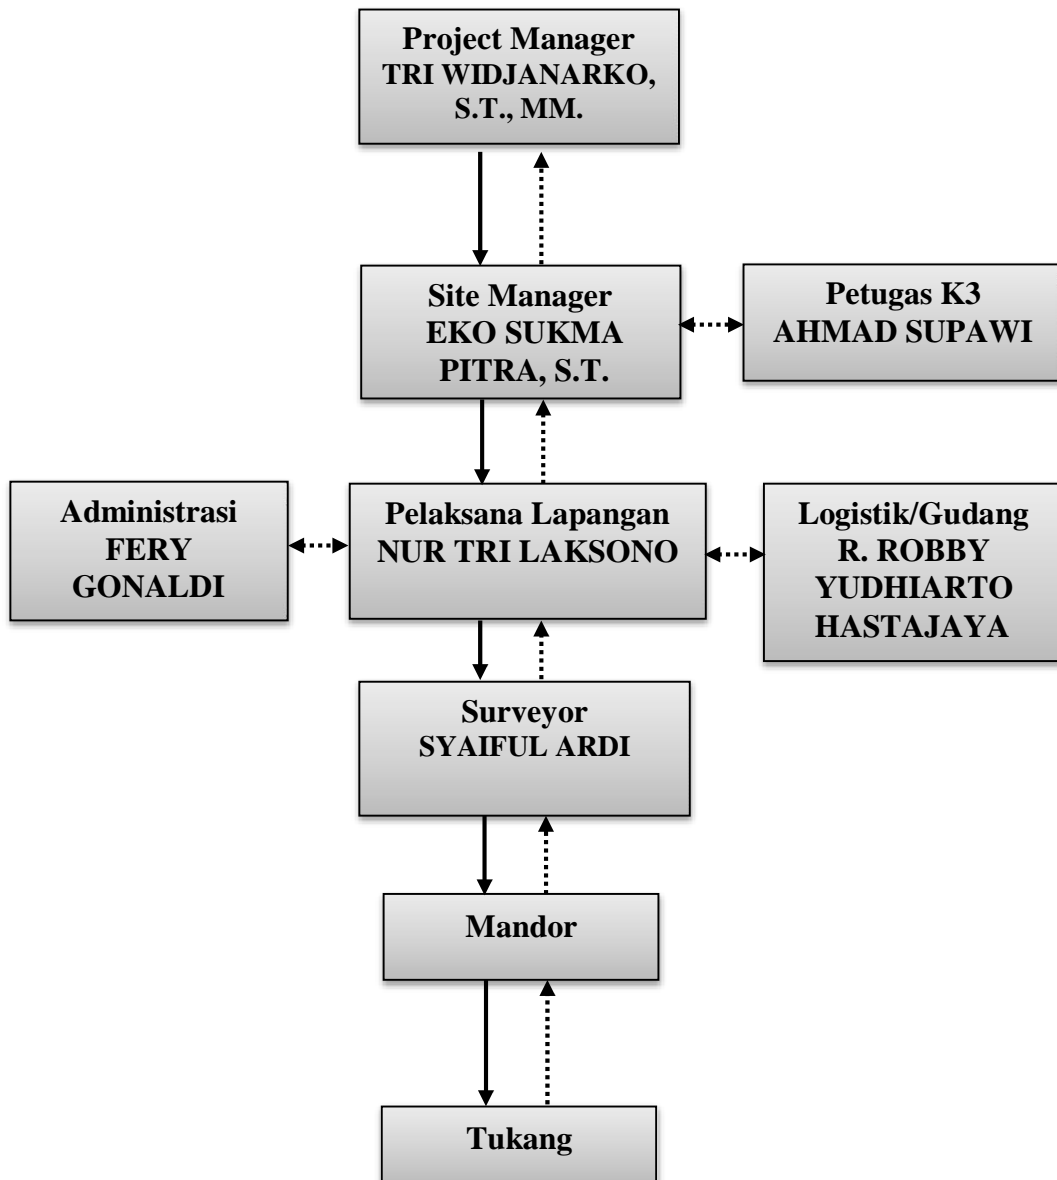 Project Manager
TRI WIDJANARKO,
S.T., MM.
Site Manager
EKO SUKMA
PITRA, S.T.
Petugas K3
AHMAD SUPAWI
Administrasi
FERY
GONALDI
Pelaksana Lapangan
NUR TRI LAKSONO
Logistik/Gudang
R. ROBBY
YUDHIARTO
HASTAJAYA
Surveyor
SYAIFUL ARDI
Mandor
Tukang